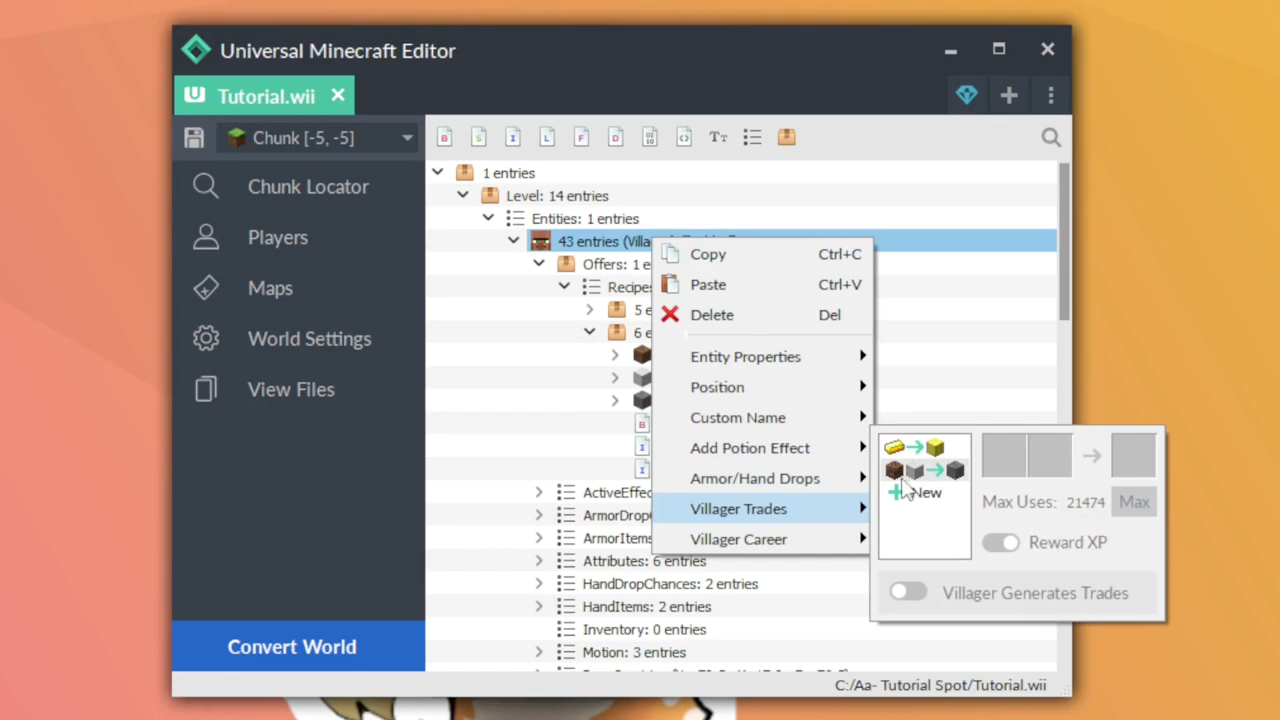 Universal Minecraft Editor
Tutorial.wii
Chunk [-5, -5]
B S I L F D Tт
Chunk Locator
Players
Maps
World Settings
View Files
Convert World
1 entries
Level: 14 entries
Entities: 1 entries
43 entries (Villa
Offers: 1 e
Recipes
5 e
6 e
B
I
I
ActiveEffec
ArmorDrop
ArmorItems
Attributes: 6 entries
HandDropChances: 2 entries
HandItems: 2 entries
Inventory: 0 entries
Motion: 3 entries
Copy Ctrl+C
Paste Ctrl+V
Delete Del
Entity Properties
Position
Custom Name
Add Potion Effect
Armor/Hand Drops
Villager Trades
Villager Career
New
Max Uses: 21474 Max
Reward XP
Villager Generates Trades
C:/Aa- Tutorial Spot/Tutorial.wii